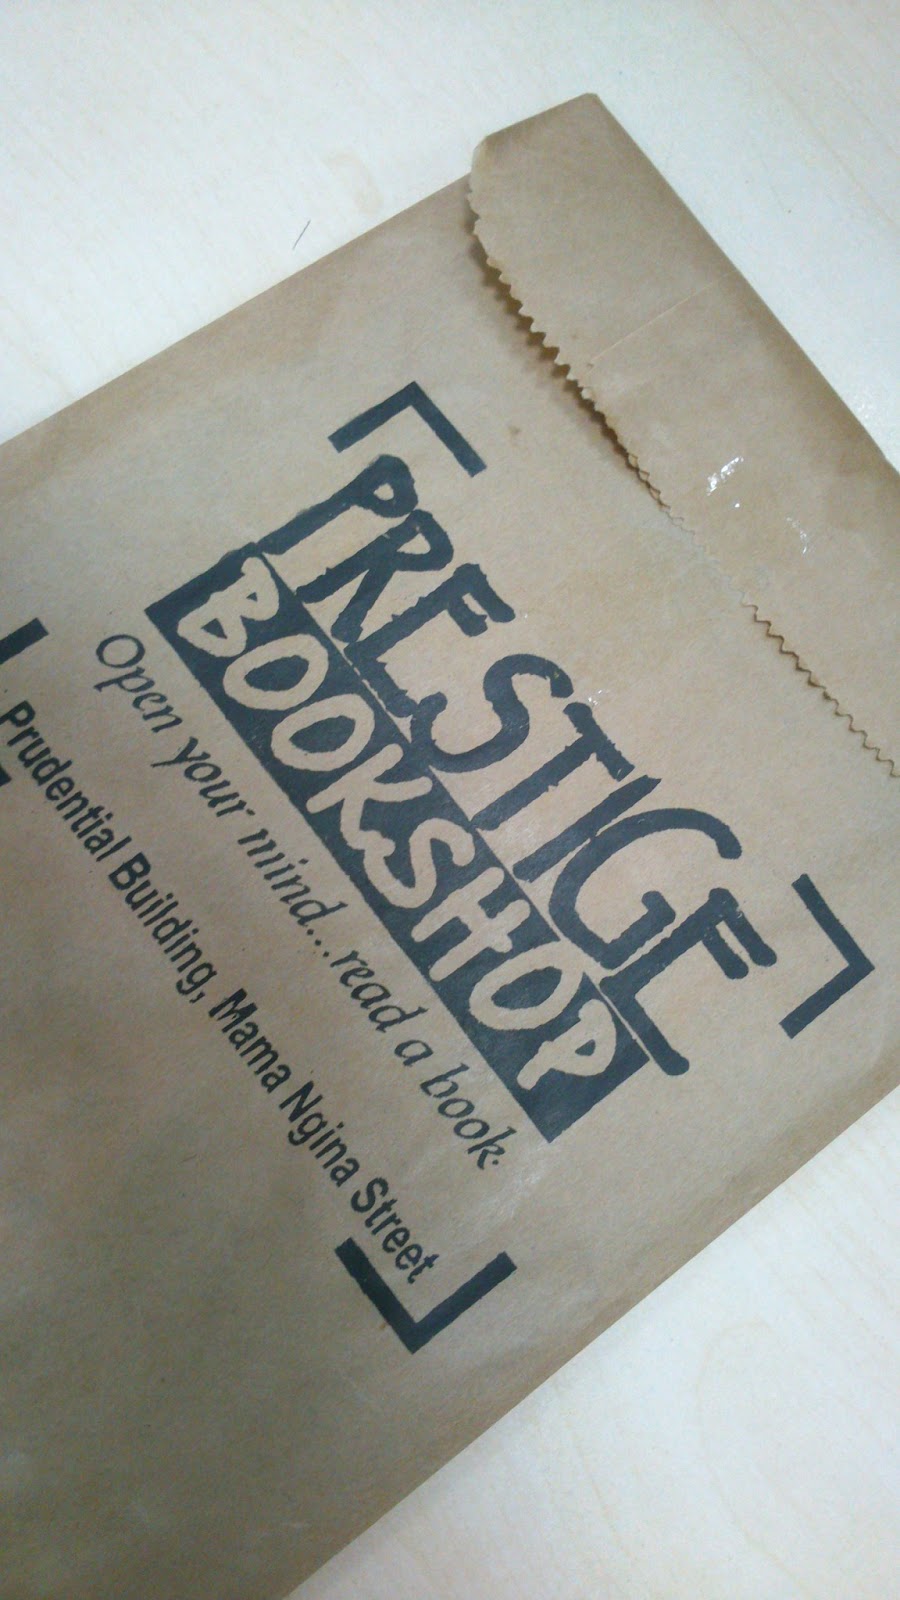 PRESTIGE
BOOKSHOP
Open your mind...read a book.
Prudential Building, Mama Ngina Street